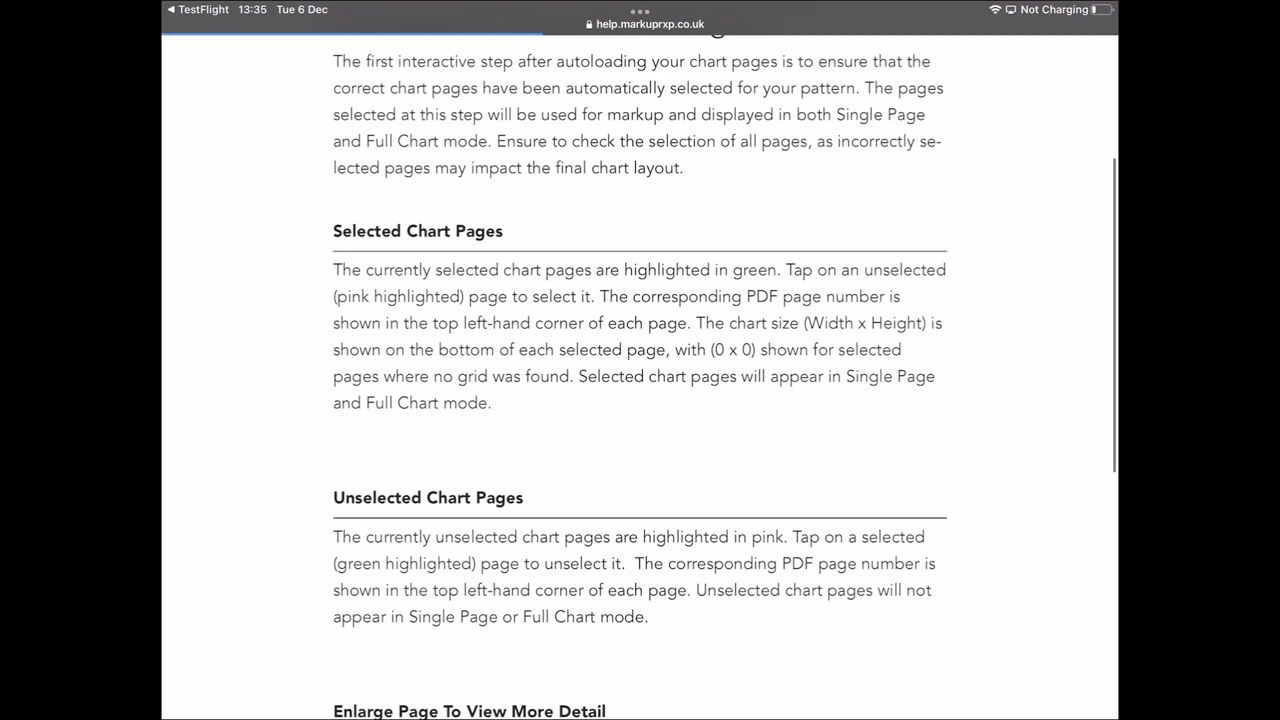 TestFlight 13:35 Tue 6 Dec
Not Charging
help.markuprxp.co.uk
The first interactive step after autoloading your chart pages is to ensure that the
correct chart pages have been automatically selected for your pattern. The pages
selected at this step will be used for markup and displayed in both Single Page
and Full Chart mode. Ensure to check the selection of all pages, as incorrectly se-
lected pages may impact the final chart layout.
Selected Chart Pages
The currently selected chart pages are highlighted in green. Tap on an unselected
(pink highlighted) page to select it. The corresponding PDF page number is
shown in the top left-hand corner of each page. The chart size (Width x Height) is
shown on the bottom of each selected page, with (0 x 0) shown for selected
pages where no grid was found. Selected chart pages will appear in Single Page
and Full Chart mode.
Unselected Chart Pages
The currently unselected chart pages are highlighted in pink. Tap on a selected
(green highlighted) page to unselect it.  The corresponding PDF page number is
shown in the top left-hand corner of each page. Unselected chart pages will not
appear in Single Page or Full Chart mode.
Enlarge Page To View More Detail